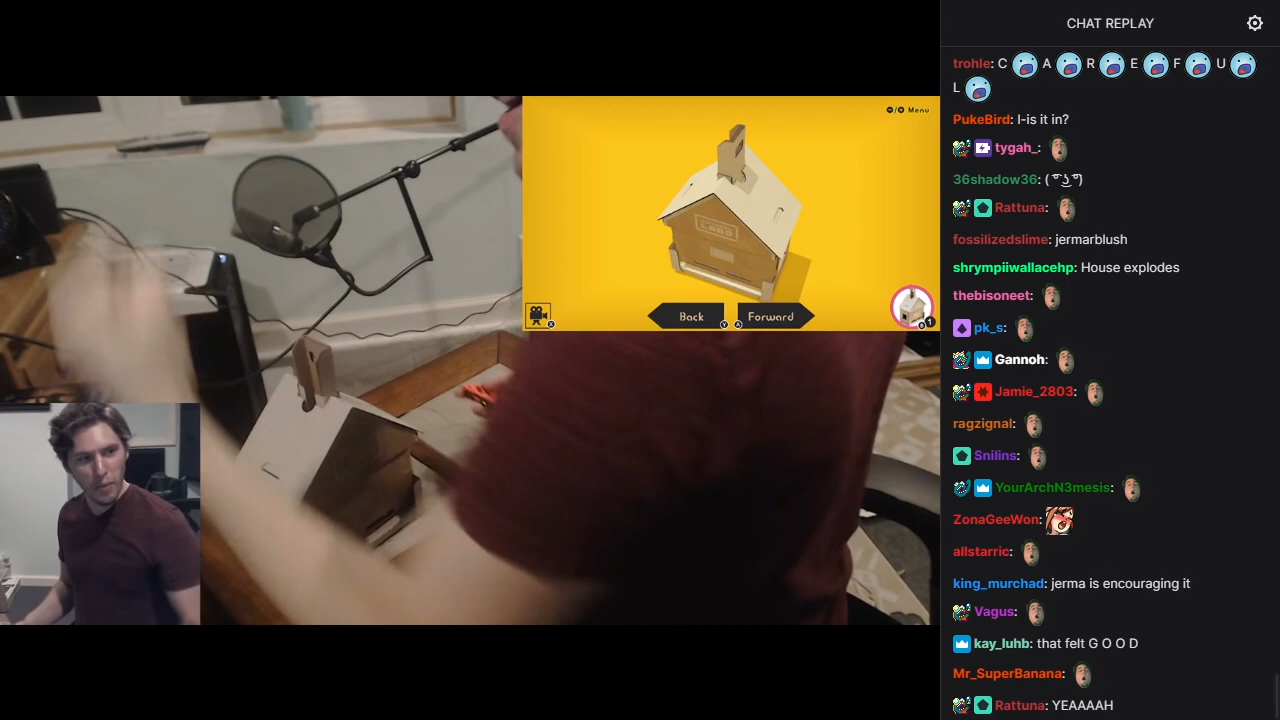 Menu
LABO
Back
Y
A
Forward
X
B
1
CHAT REPLAY
trohle: C A R E F U
L
PukeBird: I-is it in?
tygah_:
36shadow36: ( ͡° ͜ʖ ͡°)
Rattuna:
fossilizedslime: jermarblush
shrympiiwallacehp: House explodes
thebisoneet:
pk_s:
Gannoh:
Jamie_2803:
ragzignal:
Snilins:
YourArchN3mesis:
ZonaGeeWon:
allstarric:
king_murchad: jerma is encouraging it
Vagus:
kay_luhb: that felt G O O D
Mr_SuperBanana:
Rattuna: YEAAAAH